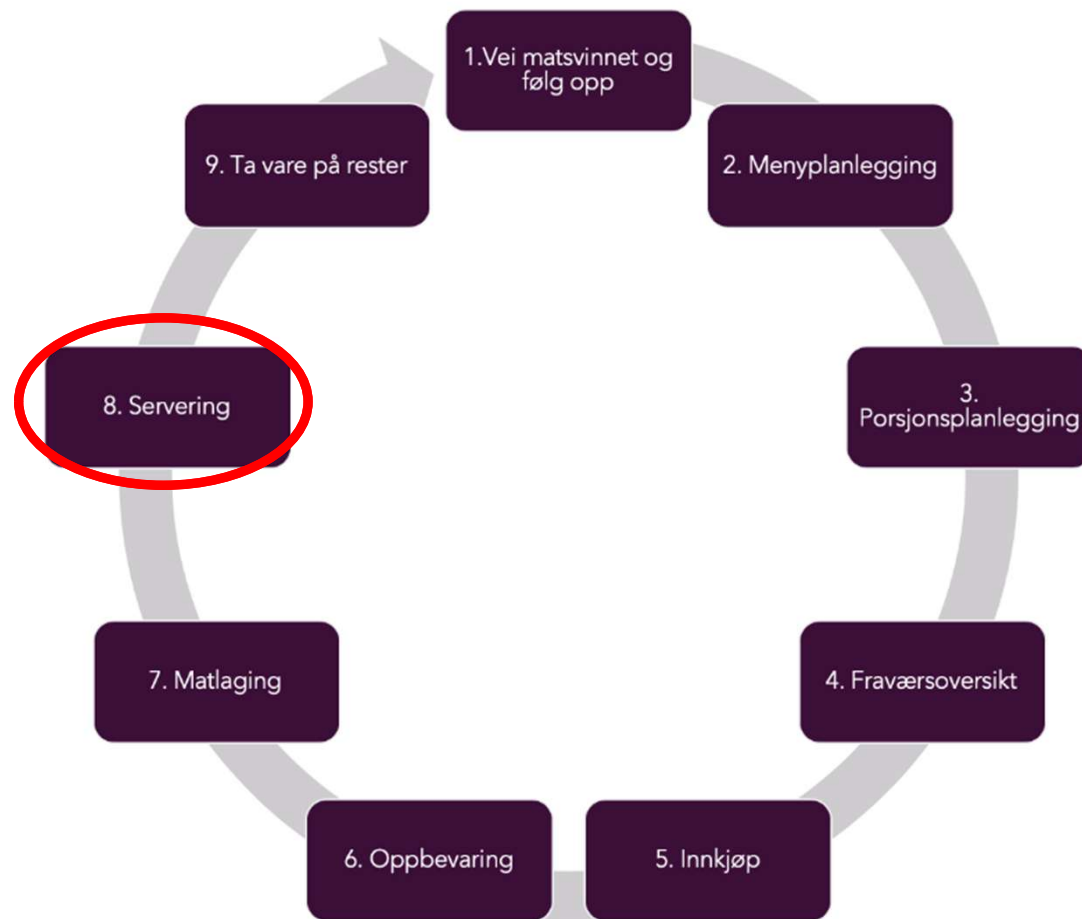 1.Vei matsvinnet og
følg opp
2. Menyplanlegging
3.
Porsjonsplanlegging
4. Fraværsoversikt
5. Innkjøp
6. Oppbevaring
7. Matlaging
8. Servering
9. Ta vare på rester